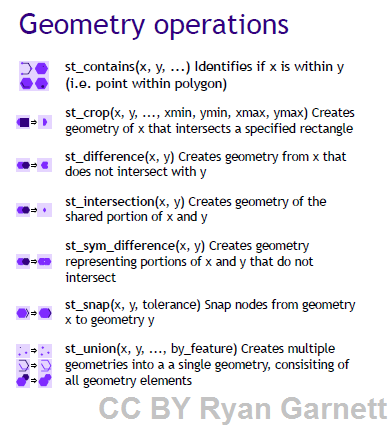 Geometry operations
st_contains(x, y, ...) Identifies if x is within y
(i.e. point within polygon)
st_crop(x, y, ..., xmin, ymin, xmax, ymax) Creates
geometry of x that intersects a specified rectangle
st_difference(x, y) Creates geometry from x that
does not intersect with y
st_intersection(x, y) Creates geometry of the
shared portion of x and y
st_sym_difference(x, y) Creates geometry
representing portions of x and y that do not
intersect
st_snap(x, y, tolerance) Snap nodes from geometry
x to geometry y
st_union(x, y, ..., by_feature) Creates multiple
geometries into a a single geometry, consisiting of
all geometry elements
CC BY Ryan Garnett